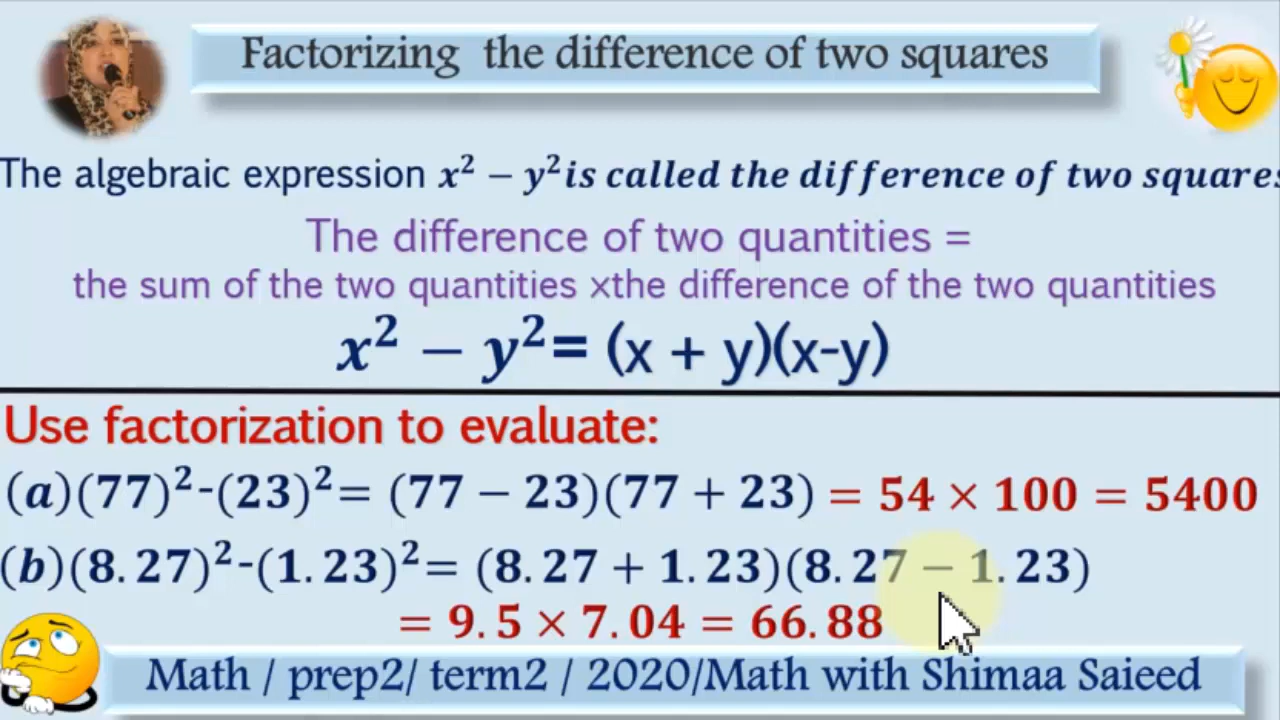 Factorizing the difference of two squares
The algebraic expression x² − y² is called the difference of two squares
The difference of two quantities =
the sum of the two quantities ×the difference of the two quantities
x² − y²= (x + y)(x-y)
Use factorization to evaluate:
(a)(77)²-(23)²= (77 − 23)(77 + 23) = 54 × 100 = 5400
(b)(8.27)²-(1.23)²= (8.27 + 1.23)(8.27 − 1.23)
= 9.5 × 7.04 = 66.88
Math / prep2/ term2 / 2020/Math with Shimaa Saieed